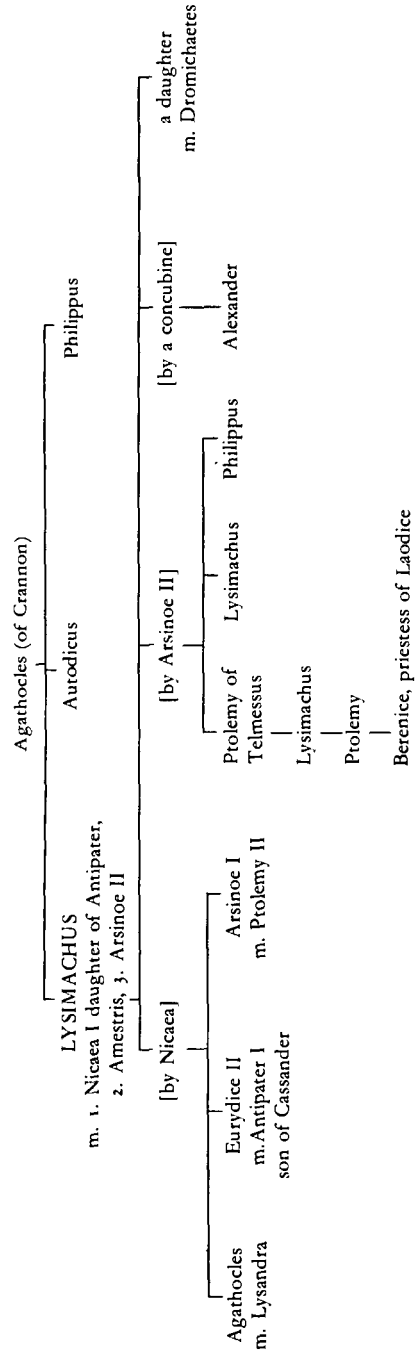 Agathocles (of Crannon)
LYSIMACHUS
m. 1. Nicaea I daughter of Antipater,
2. Amestris, 3. Arsinoe II
Autodicus
Philippus
[by Nicaea]
[by Arsinoe II]
[by a concubine]
a daughter
m. Dromichaetes
Agathocles
m. Lysandra
Eurydice II
m. Antipater I
son of Cassander
Arsinoe I
m. Ptolemy II
Ptolemy of
Telmessus
Lysimachus
Philippus
Alexander
Lysimachus
Ptolemy
Berenice, priestess of Laodice